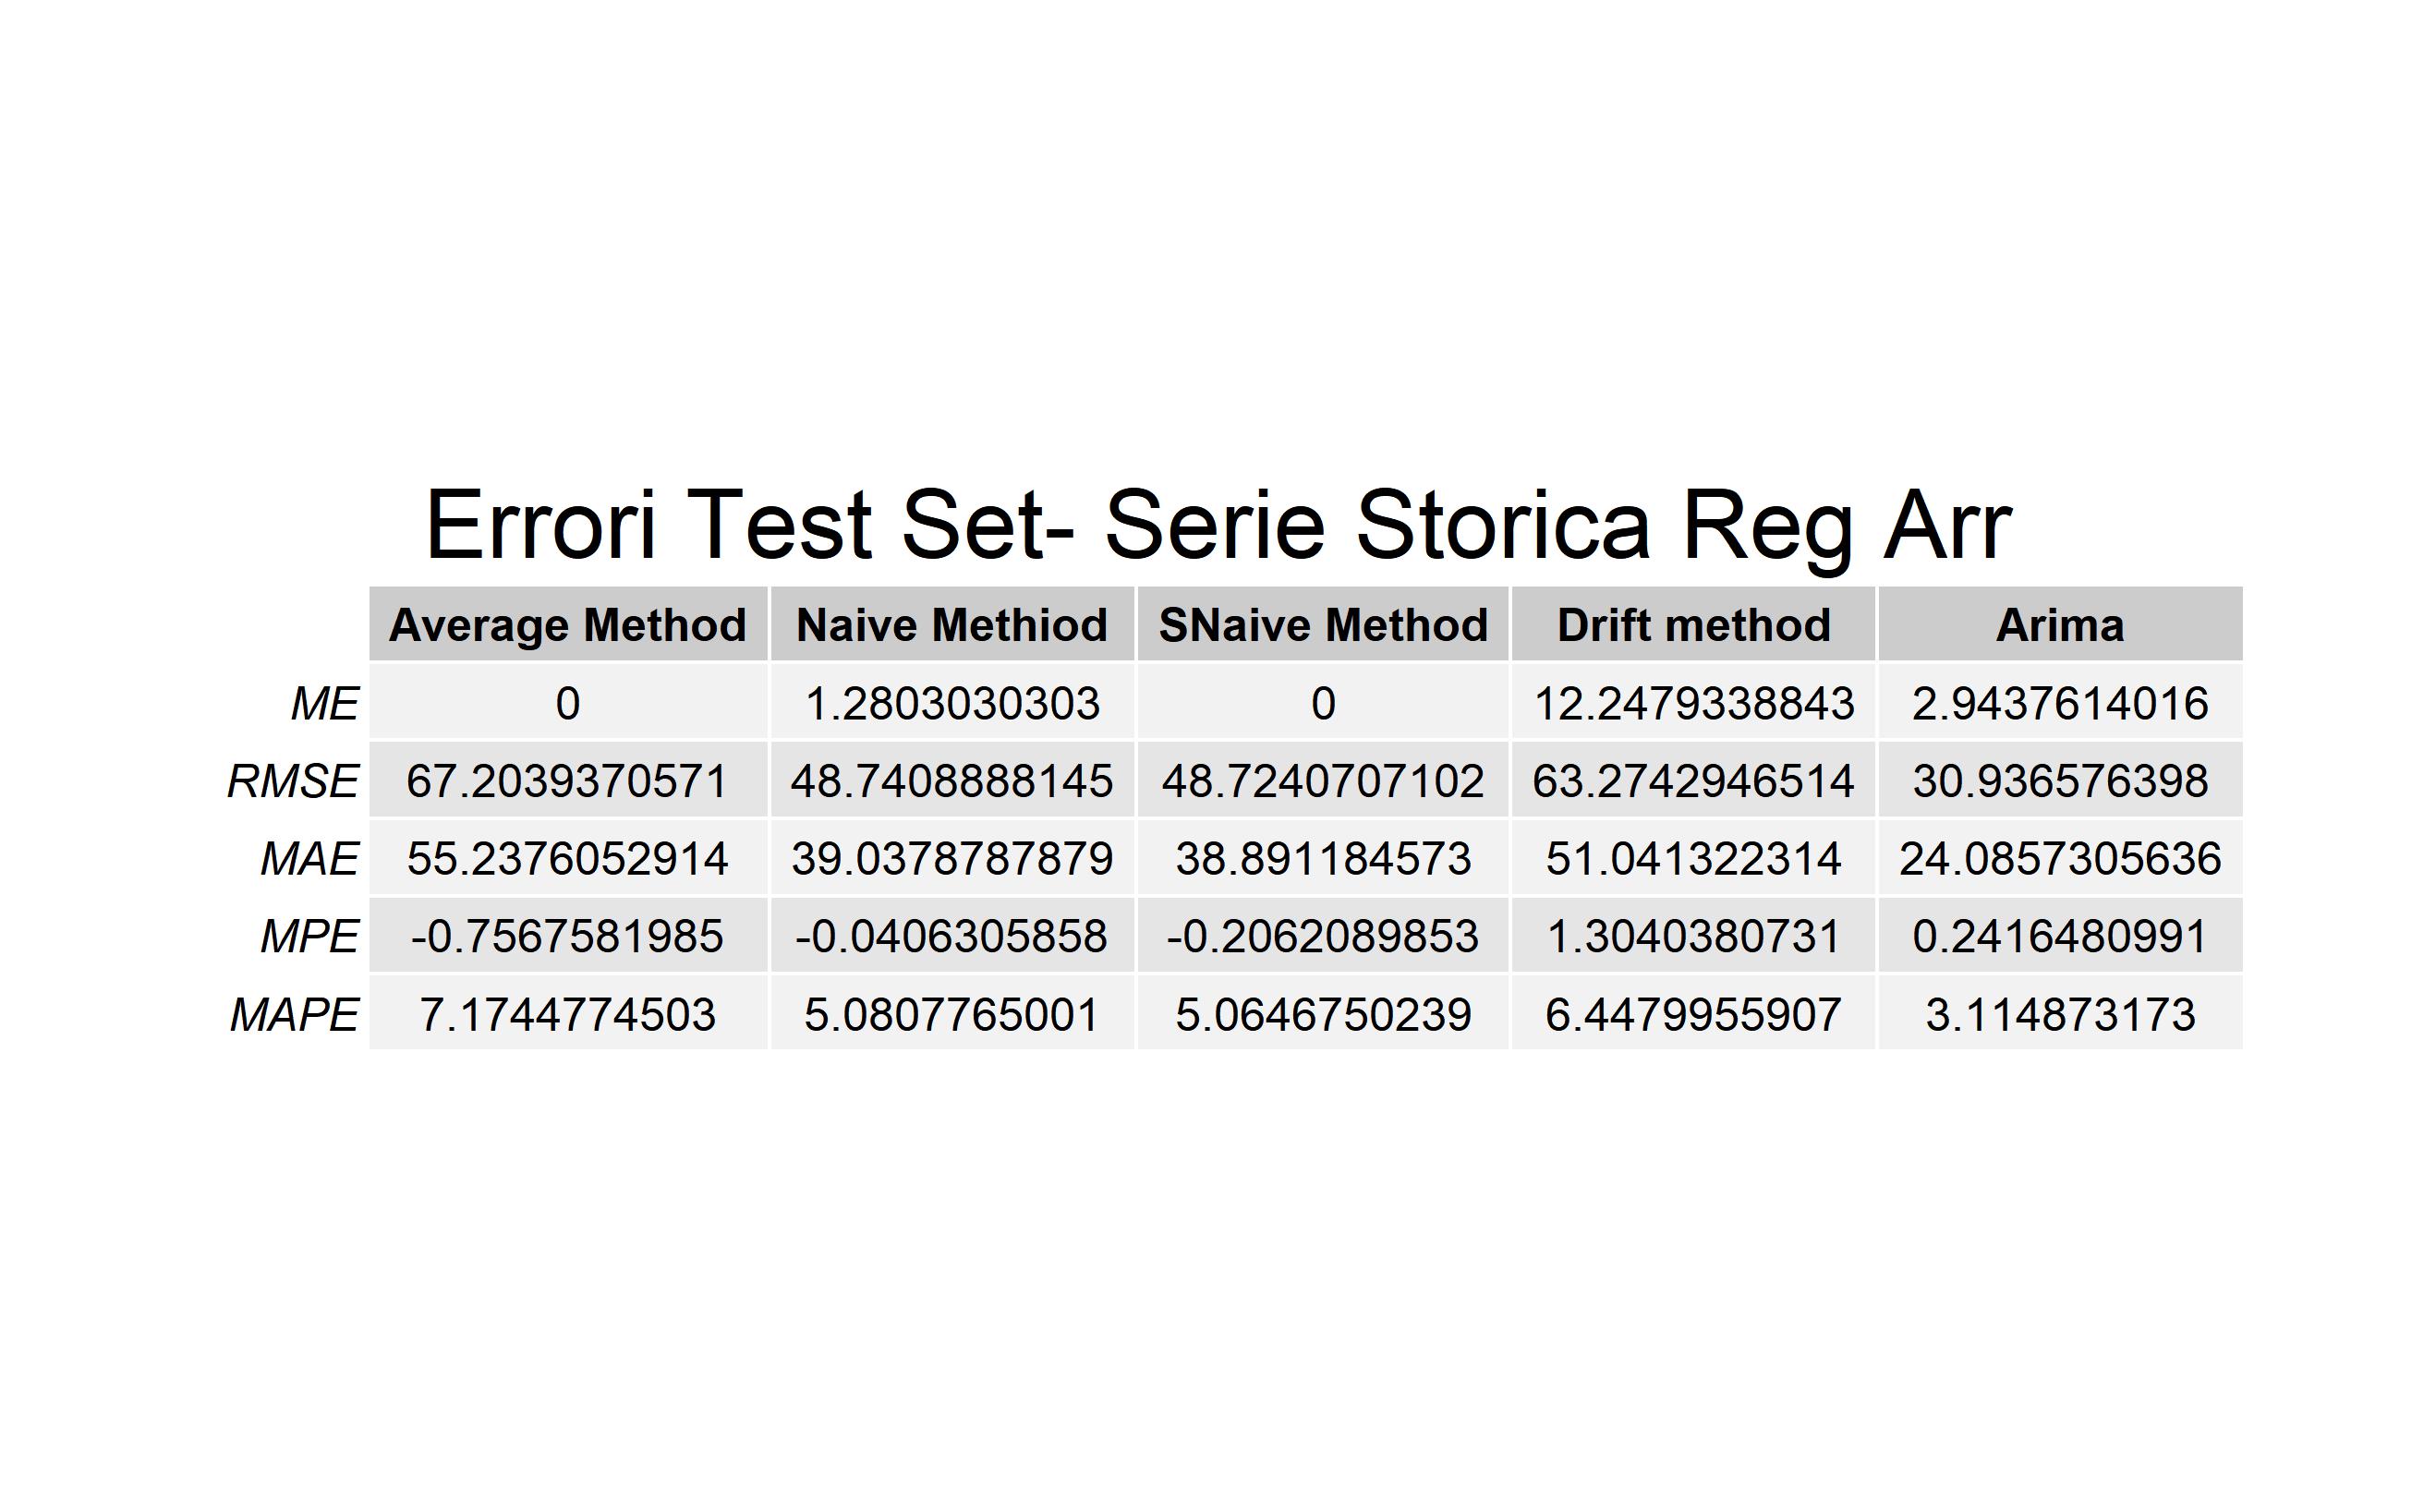 Errori Test Set- Serie Storica Reg Arr
Average Method Naive Methiod SNaive Method Drift method Arima
ME 0 1.2803030303 0 12.2479338843 2.9437614016
RMSE 67.2039370571 48.7408888145 48.7240707102 63.2742946514 30.936576398
MAE 55.2376052914 39.0378787879 38.891184573 51.041322314 24.0857305636
MPE -0.7567581985 -0.0406305858 -0.2062089853 1.3040380731 0.2416480991
MAPE 7.1744774503 5.0807765001 5.0646750239 6.4479955907 3.114873173